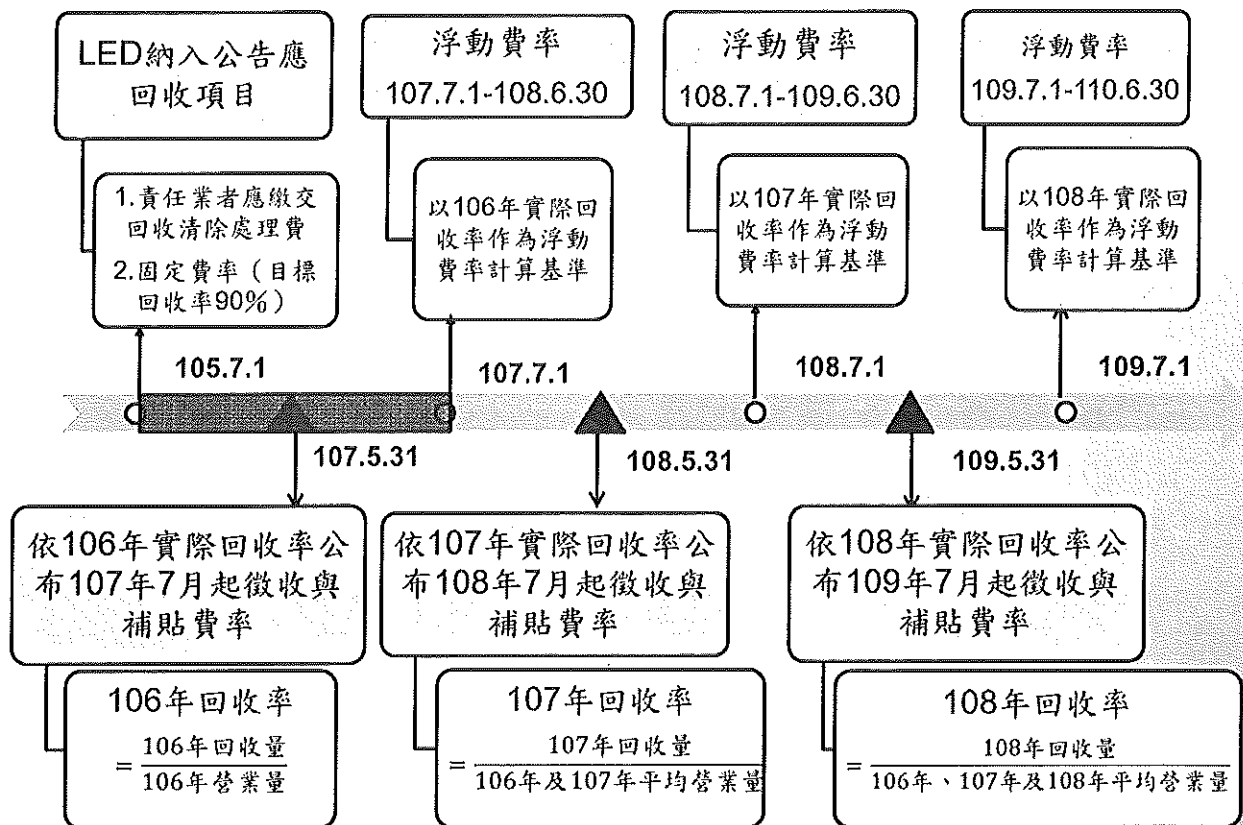 LED納入公告應
回收項目
浮動費率
107.7.1-108.6.30
浮動費率
108.7.1-109.6.30
浮動費率
109.7.1-110.6.30
1.責任業者應繳交
回收清除處理費
2.固定費率（目標
回收率90%）
以106年實際回
收率作為浮動
費率計算基準
以107年實際回
收率作為浮動
費率計算基準
以108年實際回
收率作為浮動
費率計算基準
105.7.1
107.7.1
108.7.1
109.7.1
107.5.31
108.5.31
109.5.31
依106年實際回收率公
布107年7月起徵收與
補貼費率
依107年實際回收率公
布108年7月起徵收與
補貼費率
依108年實際回收率公
布109年7月起徵收與
補貼費率
106年回收率
= 106年回收量
106年營業量
107年回收率
= 107年回收量
106年及107年平均營業量
108年回收率
= 108年回收量
106年、107年及108年平均營業量